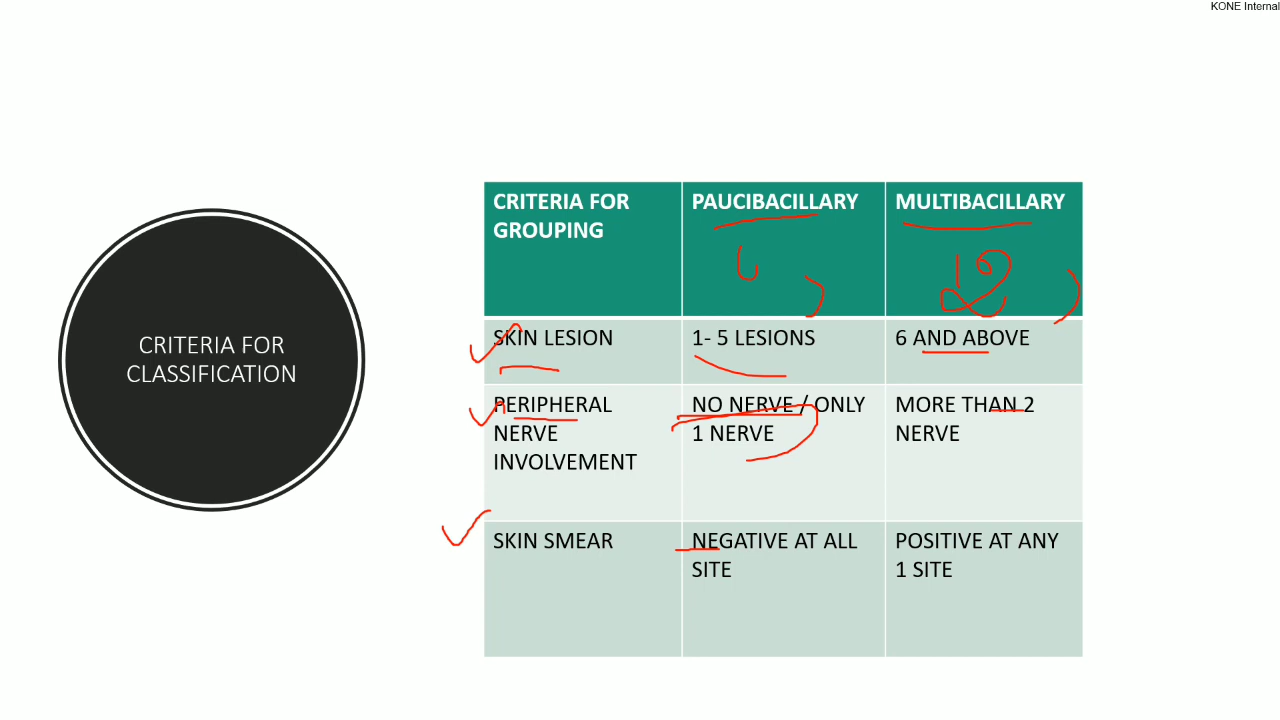 KONE Internal
CRITERIA FOR
CLASSIFICATION
CRITERIA FOR
GROUPING
PAUCIBACILLARY
MULTIBACILLARY
SKIN LESION
1- 5 LESIONS
6 AND ABOVE
PERIPHERAL
NERVE
INVOLVEMENT
NO NERVE / ONLY
1 NERVE
MORE THAN 2
NERVE
SKIN SMEAR
NEGATIVE AT ALL
SITE
POSITIVE AT ANY
1 SITE